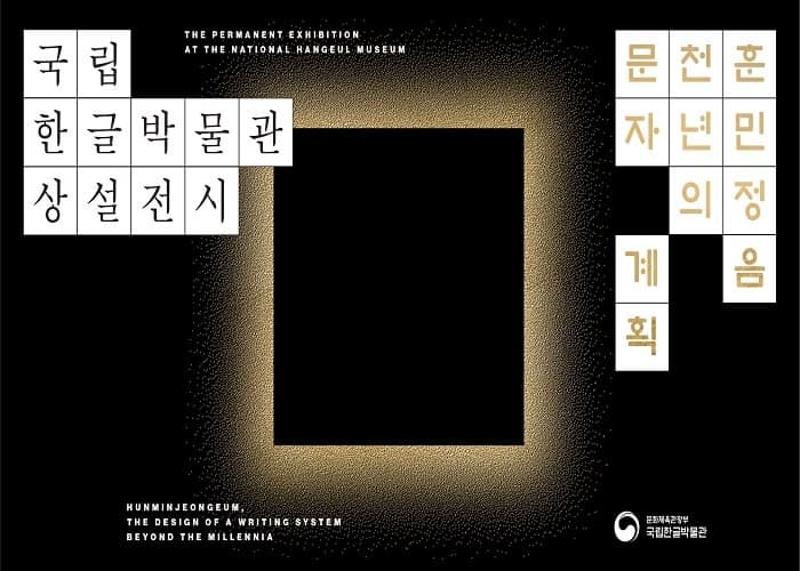 국립
한글박물관
상설전시
THE PERMANENT EXHIBITION
AT THE NATIONAL HANGEUL MUSEUM
훈민정음
천년의
문자 계획
HUNMINJEONGEUM,
THE DESIGN OF A WRITING SYSTEM
BEYOND THE MILLENNIA
문화체육관광부
국립한글박물관